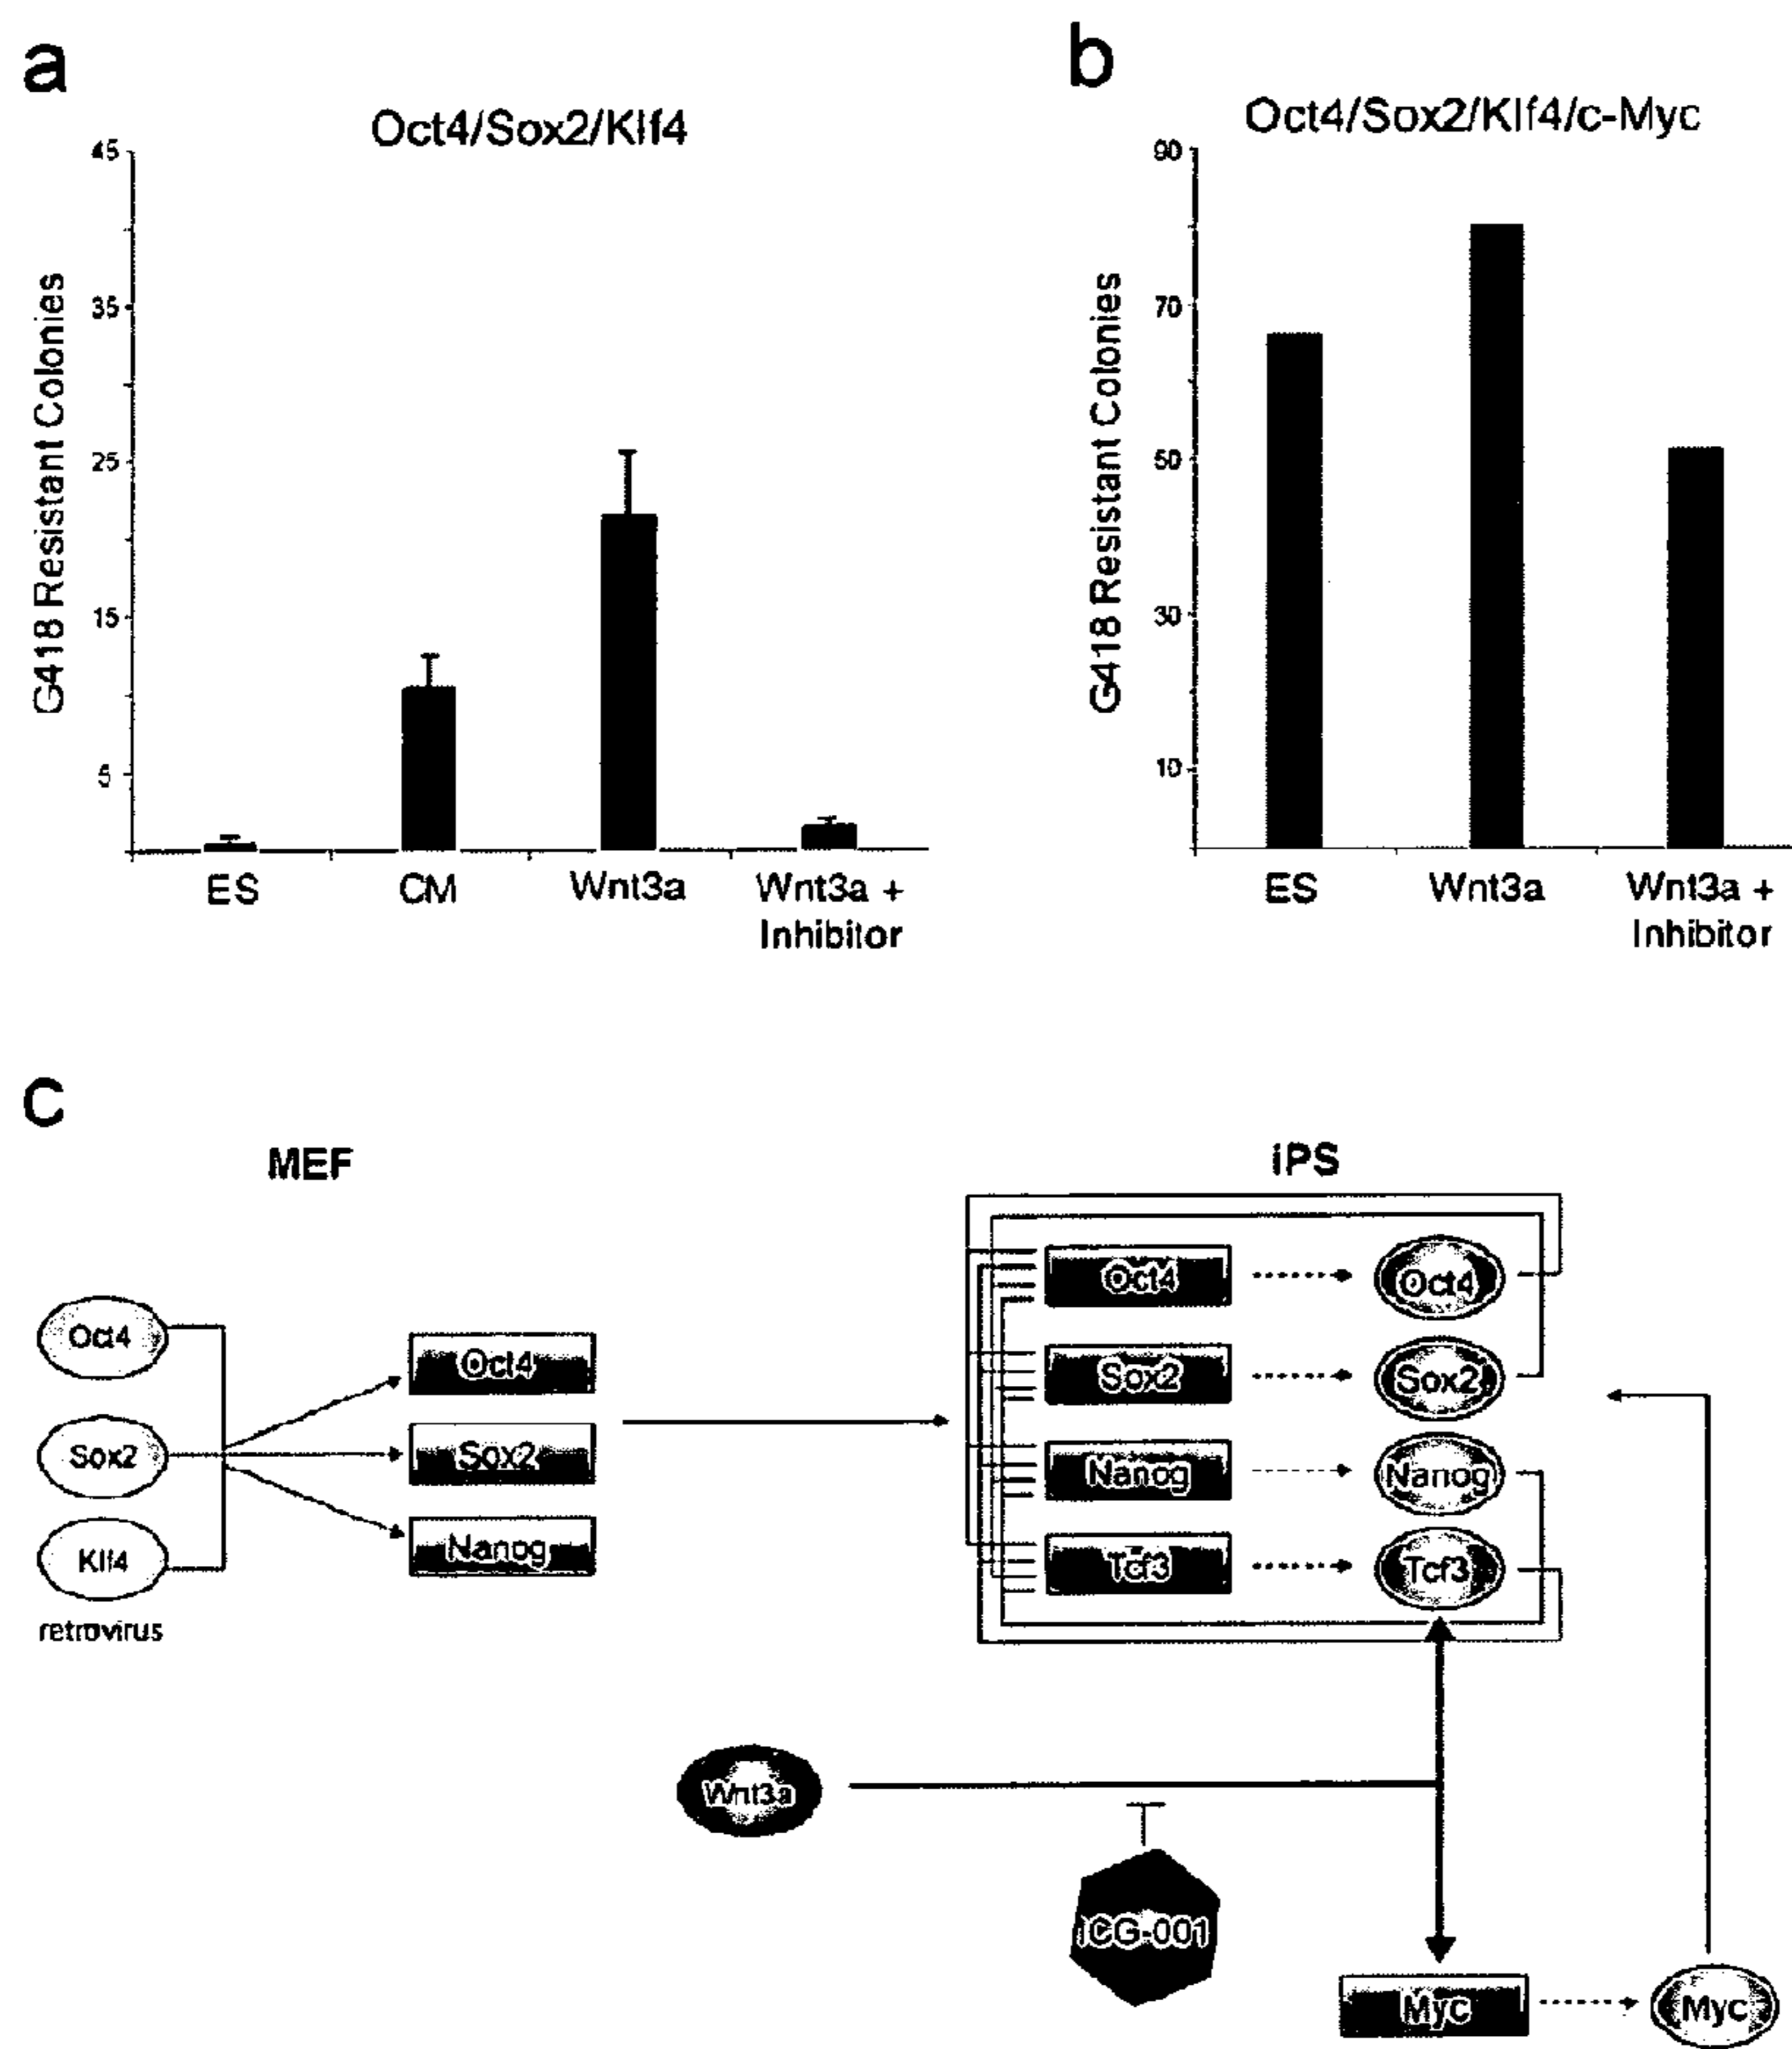 a
Oct4/Sox2/Klf4
G418 Resistant Colonies
45
35
25
15
5
ES
CM
Wnt3a
Wnt3a +
Inhibitor
b
Oct4/Sox2/Klf4/c-Myc
G418 Resistant Colonies
90
70
50
30
10
ES
Wnt3a
Wnt3a +
Inhibitor
c
MEF
Oct4
Sox2
Klf4
retrovirus
Oct4
Sox2
Nanog
iPS
Oct4
Oct4
Sox2
Sox2
Nanog
Nanog
Tcf3
Tcf3
Wnt3a
ICG-001
Myc
Myc